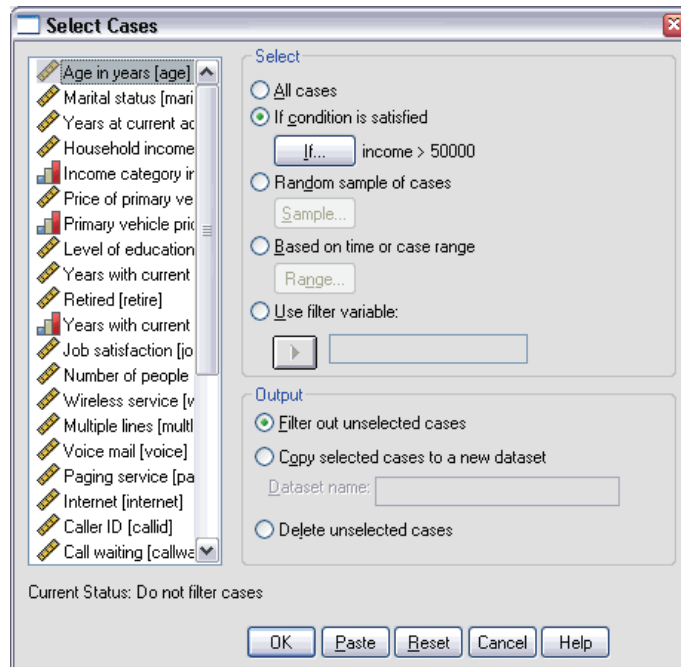 Select Cases
Age in years [age]
Marital status [mari
Years at current ad
Household income
Income category in
Price of primary ve
Primary vehicle pric
Level of education
Years with current
Retired [retire]
Years with current
Job satisfaction [jo
Number of people
Wireless service [w
Multiple lines [multl
Voice mail [voice]
Paging service [pa
Internet [internet]
Caller ID [callid]
Call waiting [callwa
Select
All cases
If condition is satisfied
If... income > 50000
Random sample of cases
Sample...
Based on time or case range
Range...
Use filter variable:
Output
Filter out unselected cases
Copy selected cases to a new dataset
Dataset name:
Delete unselected cases
Current Status: Do not filter cases
OK Paste Reset Cancel Help